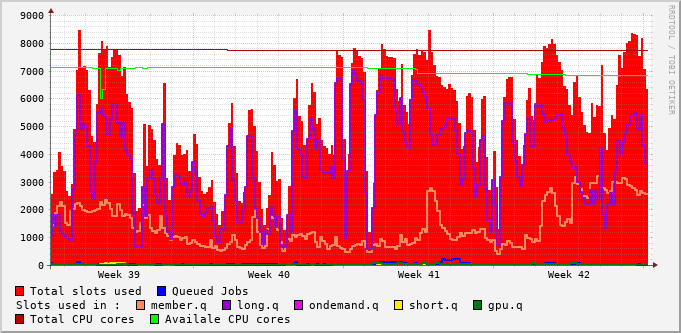 9000
8000
7000
6000
5000
4000
3000
2000
1000
0
Week 39 Week 40 Week 41 Week 42
RRDTOOL / TOBI OETIKER
Total slots used Queued Jobs
Slots used in : member.q long.q ondemand.q short.q gpu.q
Total CPU cores Availale CPU cores